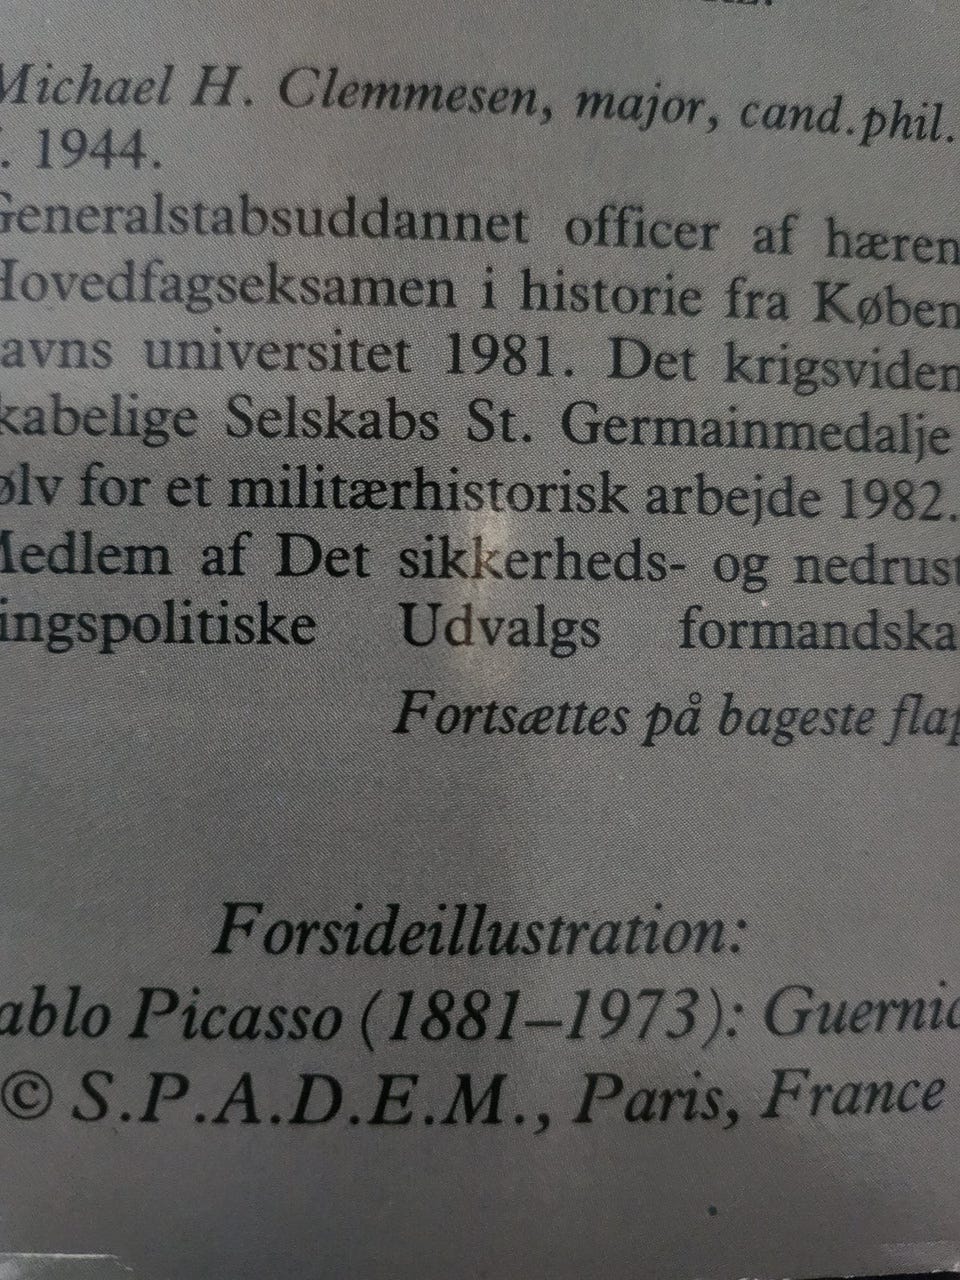 Michael H. Clemmesen, major, cand.phil.
. 1944.
Generalstabsuddannet officer af hæren
Hovedfagseksamen i historie fra Køben
avns universitet 1981. Det krigsviden
kabelige Selskabs St. Germainmedalje
ølv for et militærhistorisk arbejde 1982.
Medlem af Det sikkerheds- og nedrust
ingspolitiske Udvalgs formandska
Fortsættes på bageste flap
Forsideillustration:
ablo Picasso (1881–1973): Guernic
© S.P.A.D.E.M., Paris, France